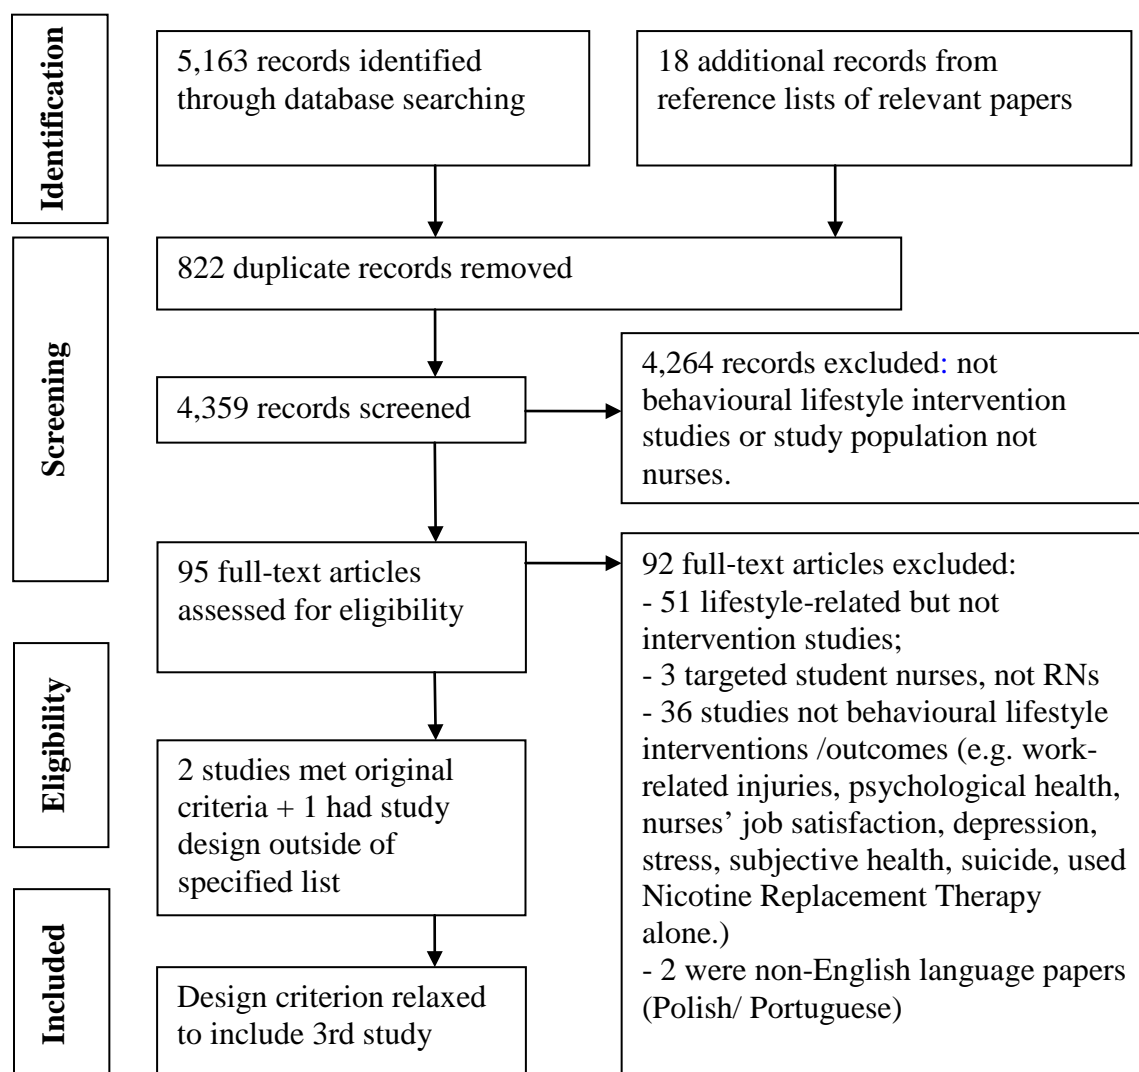 Identification
5,163 records identified
through database searching
18 additional records from
reference lists of relevant papers
Screening
822 duplicate records removed
4,359 records screened
4,264 records excluded: not
behavioural lifestyle intervention
studies or study population not
nurses.
95 full-text articles
assessed for eligibility
92 full-text articles excluded:
- 51 lifestyle-related but not
intervention studies;
- 3 targeted student nurses, not RNs
- 36 studies not behavioural lifestyle
interventions /outcomes (e.g. work-
related injuries, psychological health,
nurses’ job satisfaction, depression,
stress, subjective health, suicide, used
Nicotine Replacement Therapy
alone.)
- 2 were non-English language papers
(Polish/ Portuguese)
Eligibility
2 studies met original
criteria + 1 had study
design outside of
specified list
Included
Design criterion relaxed
to include 3rd study